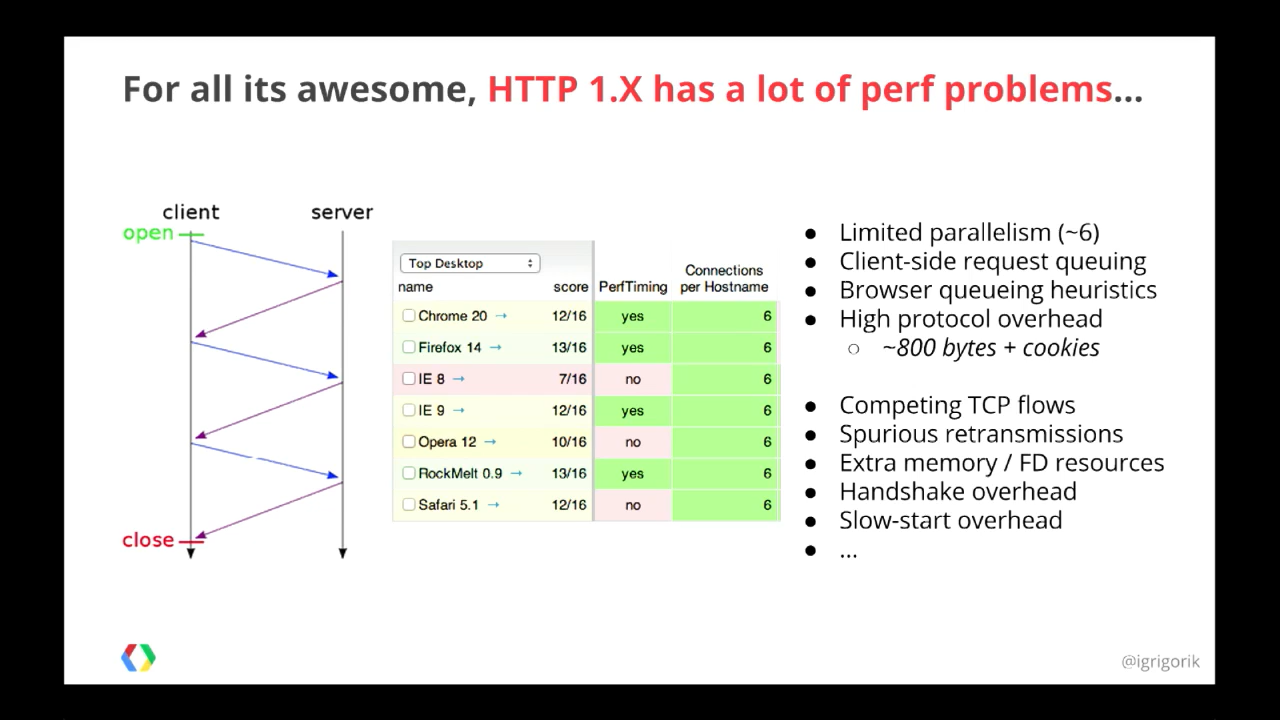 For all its awesome, HTTP 1.X has a lot of perf problems...
client server
open
close
Top Desktop
name score PerfTiming Connections per Hostname
Chrome 20 → 12/16 yes 6
Firefox 14 → 13/16 yes 6
IE 8 → 7/16 no 6
IE 9 → 12/16 yes 6
Opera 12 → 10/16 no 6
RockMelt 0.9 → 13/16 yes 6
Safari 5.1 → 12/16 no 6
● Limited parallelism (~6)
● Client-side request queuing
● Browser queueing heuristics
● High protocol overhead
○ ~800 bytes + cookies
● Competing TCP flows
● Spurious retransmissions
● Extra memory / FD resources
● Handshake overhead
● Slow-start overhead
● ...
@igrigorik